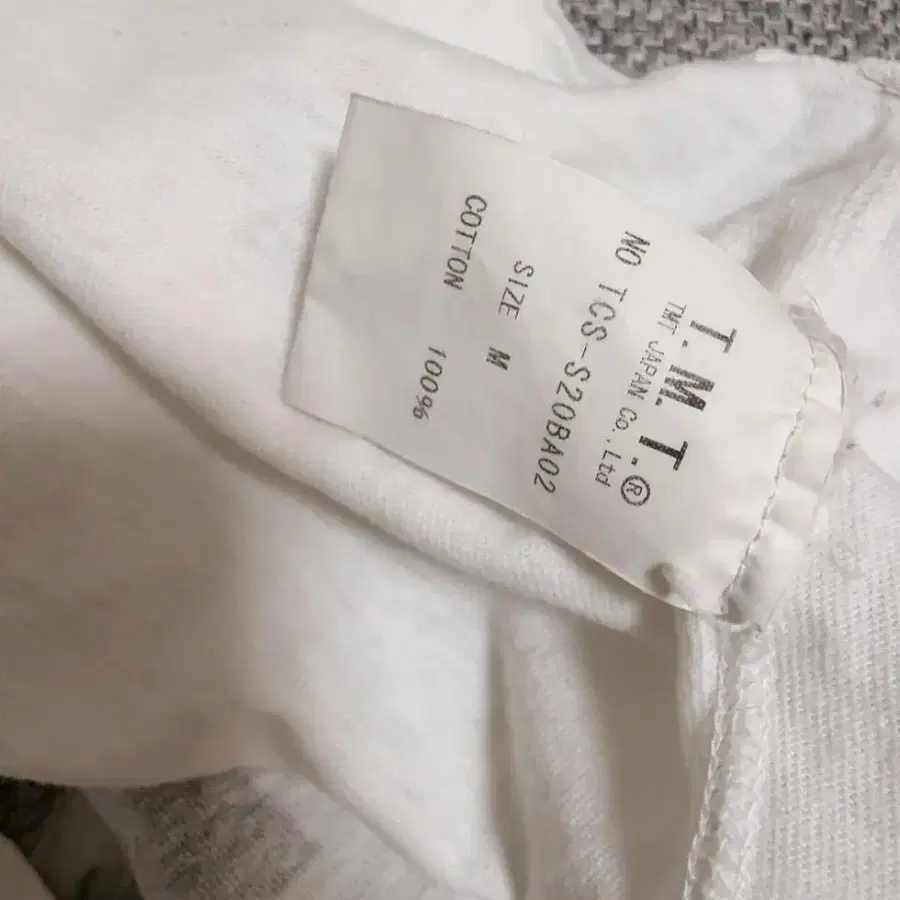 T.M.T.®
TMT JAPAN Co.,Ltd
NO TCS-S20BA02
SIZE M
COTTON 100%